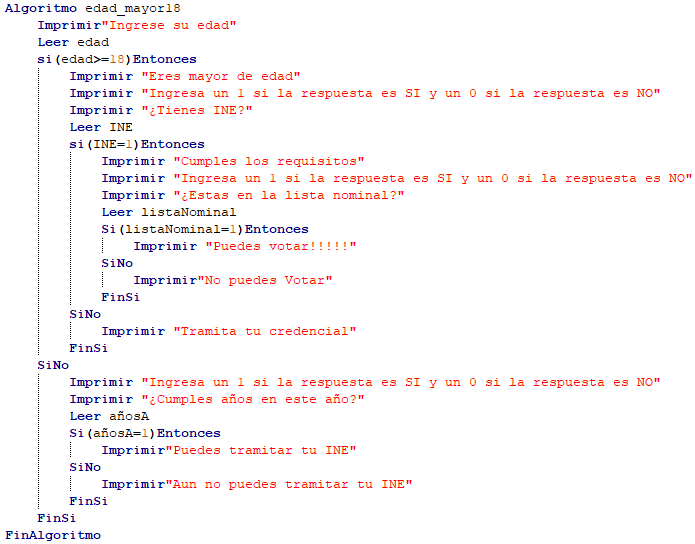 Algoritmo edad_mayor18
Imprimir"Ingrese su edad"
Leer edad
si(edad>=18)Entonces
Imprimir "Eres mayor de edad"
Imprimir "Ingresa un 1 si la respuesta es SI y un 0 si la respuesta es NO"
Imprimir "¿Tienes INE?"
Leer INE
si(INE=1)Entonces
Imprimir "Cumples los requisitos"
Imprimir "Ingresa un 1 si la respuesta es SI y un 0 si la respuesta es NO"
Imprimir "¿Estas en la lista nominal?"
Leer listaNominal
Si(listaNominal=1)Entonces
Imprimir "Puedes votar!!!!!"
SiNo
Imprimir"No puedes Votar"
FinSi
SiNo
Imprimir "Tramita tu credencial"
FinSi
SiNo
Imprimir "Ingresa un 1 si la respuesta es SI y un 0 si la respuesta es NO"
Imprimir "¿Cumples años en este año?"
Leer añosA
Si(añosA=1)Entonces
Imprimir"Puedes tramitar tu INE"
SiNo
Imprimir"Aun no puedes tramitar tu INE"
FinSi
FinSi
FinAlgoritmo